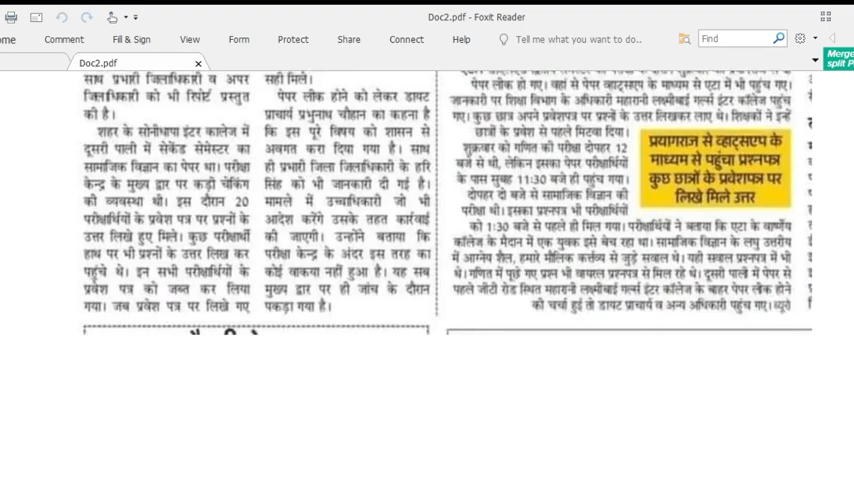 Doc2.pdf - Foxit Reader
ome Comment Fill & Sign View Form Protect Share Connect Help Tell me what you want to do.. Find
Merge
split P
Doc2.pdf
साथ प्रभारी जिलाधिकारी व अपर
जिलाधिकारी को भी रिपोर्ट प्रस्तुत
की है।
शहर के सोनीधापा इंटर कालेज में
दूसरी पाली में सेकेंड सेमेस्टर का
सामाजिक विज्ञान का पेपर था। परीक्षा
केन्द्र के मुख्य द्वार पर कड़ी चेकिंग
की व्यवस्था थी। इस दौरान 20
परीक्षार्थियों के प्रवेश पत्र पर प्रश्नों के
उत्तर लिखे हुए मिले। कुछ परीक्षार्थी
हाथ पर भी प्रश्नों के उत्तर लिख कर
पहुंचे थे। इन सभी परीक्षार्थियों के
प्रवेश पत्र को जब्त कर लिया
गया। जब प्रवेश पत्र पर लिखे गए
सही मिले।
पेपर लीक होने को लेकर डायट
प्राचार्य प्रभुनाथ चौहान का कहना है
कि इस पूरे विषय को शासन से
अवगत करा दिया गया है। साथ
ही प्रभारी जिला जिलाधिकारी के हरि
सिंह को भी जानकारी दी गई है।
मामले में उच्चाधिकारी जो भी
आदेश करेंगे उसके तहत कार्रवाई
की जाएगी। उन्होंने बताया कि
परीक्षा केन्द्र के अंदर इस तरह का
कोई वाकया नहीं हुआ है। यह सब
मुख्य द्वार पर ही जांच के दौरान
पकड़ा गया है।
पेपर लीक हो गए। वहां से पेपर व्हाट्सएप के माध्यम से एटा में भी पहुंच गए।
जानकारी पर शिक्षा विभाग के अधिकारी महारानी लक्ष्मीबाई गर्ल्स इंटर कॉलेज पहुंच
गए। कुछ छात्र अपने प्रवेशपत्र पर प्रश्नों के उत्तर लिखकर लाए थे। शिक्षकों ने इन्हें
छात्रों के प्रवेश से पहले मिटवा दिया।
शुक्रवार को गणित की परीक्षा दोपहर 12
बजे से थी, लेकिन इसका पेपर परीक्षार्थियों
के पास सुबह 11:30 बजे ही पहुंच गया।
दोपहर दो बजे से सामाजिक विज्ञान की
परीक्षा थी। इसका प्रश्नपत्र भी परीक्षार्थियों
प्रयागराज से व्हाट्सएप के
माध्यम से पहुंचा प्रश्नपत्र
कुछ छात्रों के प्रवेशपत्र पर
लिखे मिले उत्तर
को 1:30 बजे से पहले ही मिल गया। परीक्षार्थियों ने बताया कि एटा के वार्ष्णेय
कॉलेज के मैदान में एक युवक इसे बेच रहा था। सामाजिक विज्ञान के लघु उत्तरीय
में आग्नेय शैल, हमारे मौलिक कर्त्तव्य से जुड़े सवाल थे। यही सवाल प्रश्नपत्र में भी
थे। गणित में पूछे गए प्रश्न भी वायरल प्रश्नपत्र से मिल रहे थे। दूसरी पाली में पेपर से
पहले जीटी रोड स्थित महारानी लक्ष्मीबाई गर्ल्स इंटर कॉलेज के बाहर पेपर लीक होने
की चर्चा हुई तो डायट प्राचार्य व अन्य अधिकारी पहुंच गए। ब्यूरो